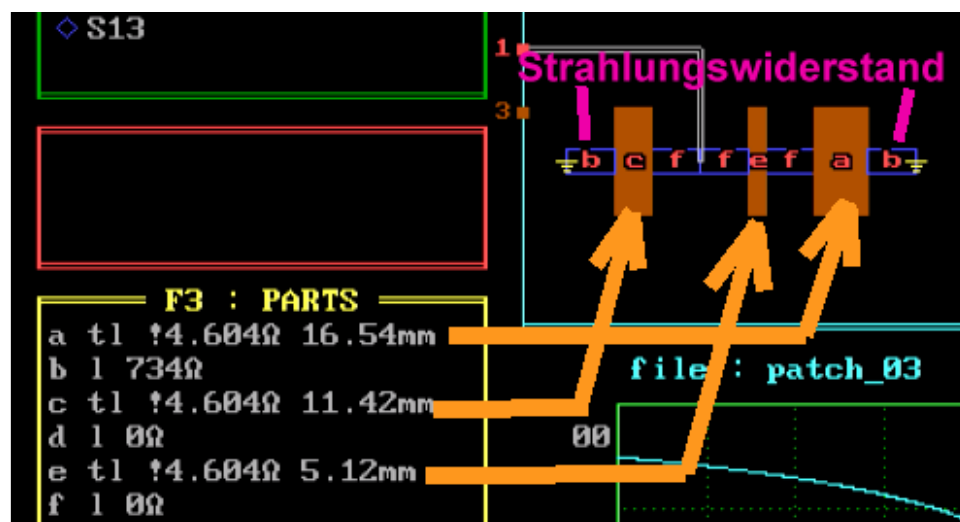 S13
1
Strahlungswiderstand
3
b c f f e f a b
F3 : PARTS
a tl !4.604Ω 16.54mm
b l 734Ω
file : patch_03
c tl !4.604Ω 11.42mm
d l 0Ω
00
e tl !4.604Ω 5.12mm
f l 0Ω